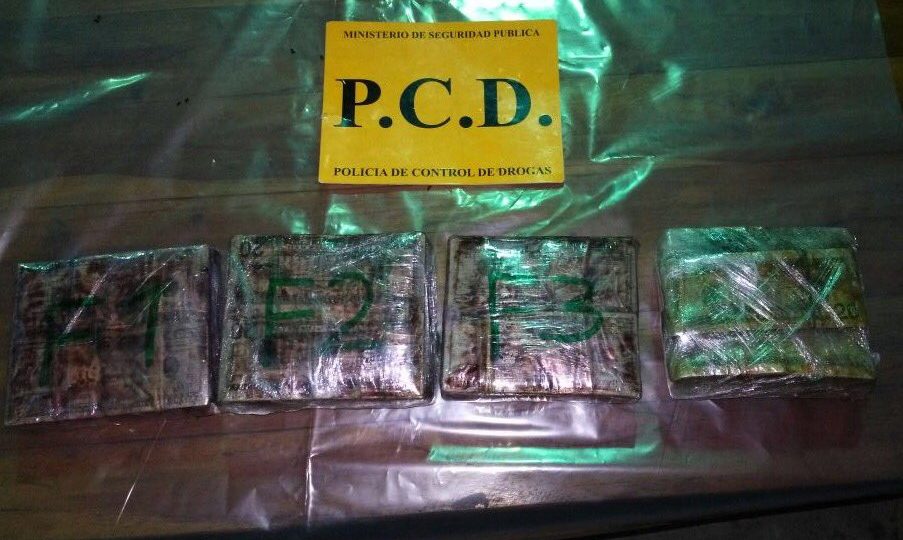 MINISTERIO DE SEGURIDAD PUBLICA
P.C.D.
POLICIA DE CONTROL DE DROGAS
F1
F2
F3